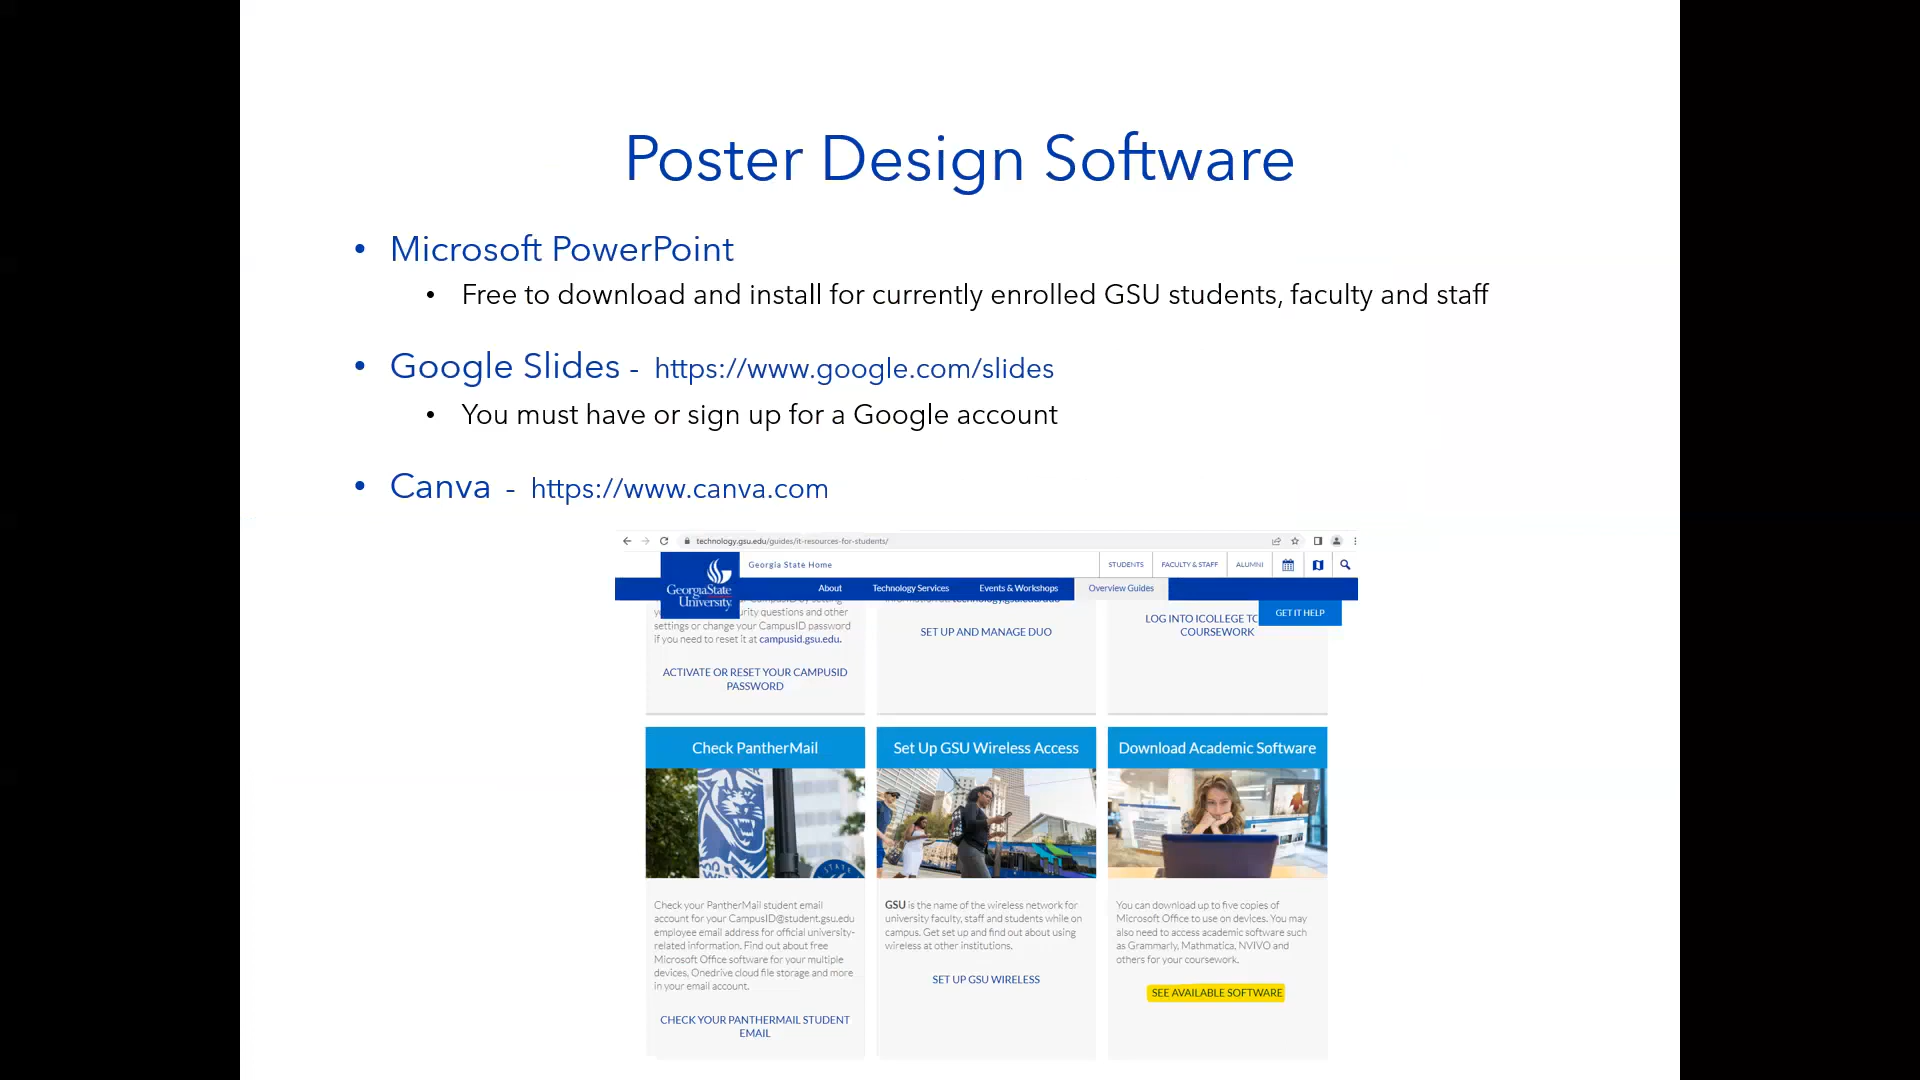 Poster Design Software
• Microsoft PowerPoint
• Free to download and install for currently enrolled GSU students, faculty and staff
• Google Slides - https://www.google.com/slides
• You must have or sign up for a Google account
• Canva - https://www.canva.com
technology.gsu.edu/guides/it-resources-for-students/
Georgia State Home
STUDENTS
FACULTY & STAFF
ALUMNI
GeorgiaState
University
About
Technology Services
Events & Workshops
Overview Guides
GET IT HELP
questions and other
settings or change your CampusID password
if you need to reset it at campusid.gsu.edu.
ACTIVATE OR RESET YOUR CAMPUSID
PASSWORD
SET UP AND MANAGE DUO
LOG INTO ICOLLEGE
COURSEWORK
Check PantherMail
Check your PantherMail student email
account for your CampusID@student.gsu.edu
employee email address for official university-
related information. Find out about free
Microsoft Office software for your multiple
devices, Onedrive cloud file storage and more
in your email account.
CHECK YOUR PANTHERMAIL STUDENT
EMAIL
Set Up GSU Wireless Access
GSU is the name of the wireless network for
university faculty, staff and students while on
campus. Get set up and find out about using
wireless at other institutions.
SET UP GSU WIRELESS
Download Academic Software
You can download up to five copies of
Microsoft Office to use on devices. You may
also need to access academic software such
as Grammarly, Mathmatica, NVIVO and
others for your coursework.
SEE AVAILABLE SOFTWARE